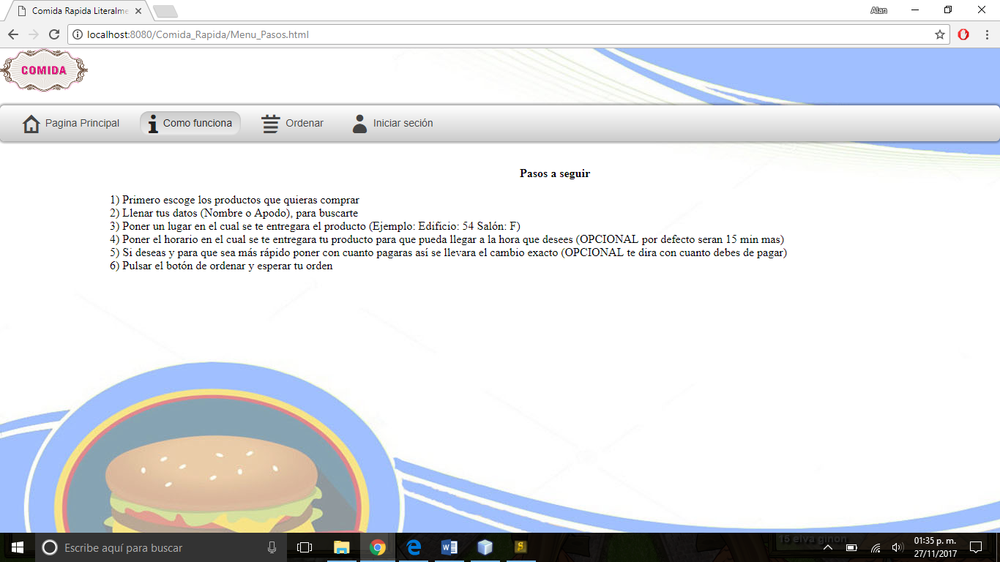 Comida Rapida Literalme
Alan
localhost:8080/Comida_Rapida/Menu_Pasos.html
COMIDA
Pagina Principal
Como funciona
Ordenar
Iniciar seción
Pasos a seguir
1) Primero escoge los productos que quieras comprar
2) Llenar tus datos (Nombre o Apodo), para buscarte
3) Poner un lugar en el cual se te entregara el producto (Ejemplo: Edificio: 54 Salón: F)
4) Poner el horario en el cual se te entregara tu producto para que pueda llegar a la hora que desees (OPCIONAL por defecto seran 15 min mas)
5) Si deseas y para que sea más rápido poner con cuanto pagaras así se llevara el cambio exacto (OPCIONAL te dira con cuanto debes de pagar)
6) Pulsar el botón de ordenar y esperar tu orden
15 elva ginon
Escribe aquí para buscar
01:35 p. m.
27/11/2017